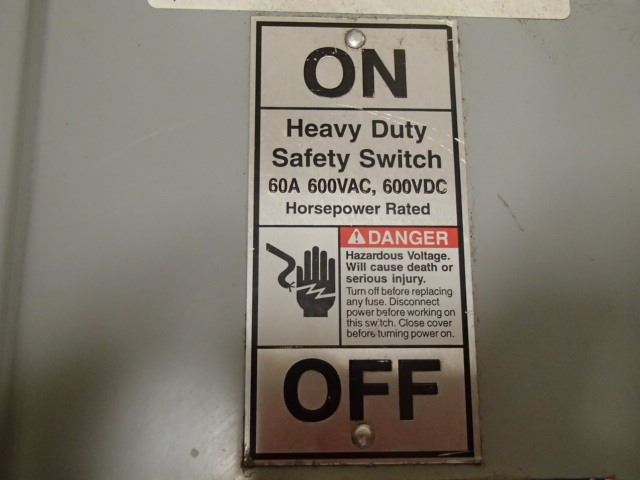 ON
Heavy Duty
Safety Switch
60A 600VAC, 600VDC
Horsepower Rated
DANGER
Hazardous Voltage.
Will cause death or
serious injury.
Turn off before replacing
any fuse. Disconnect
power before working on
this switch. Close cover
before turning power on.
OFF